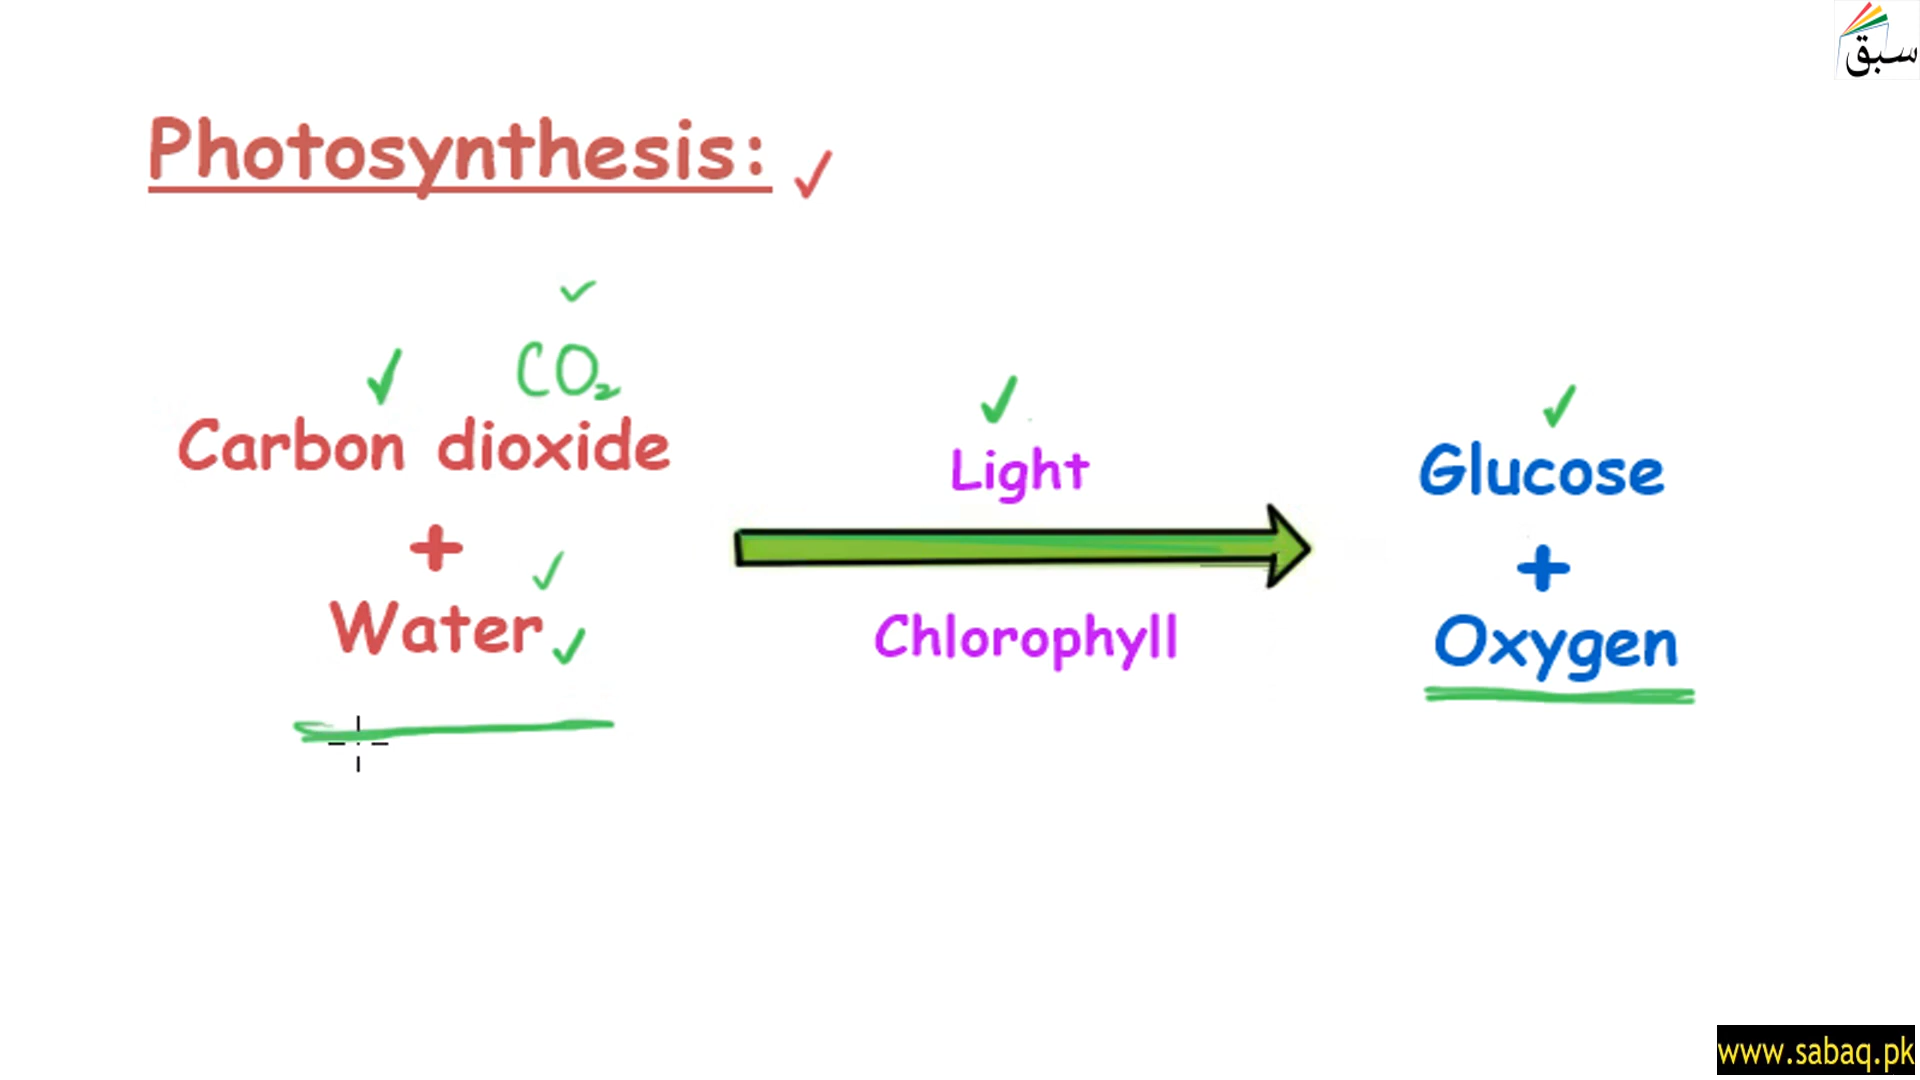 سبق
Photosynthesis:
CO₂
Carbon dioxide
+
Water
Light
Chlorophyll
Glucose
+
Oxygen
www.sabaq.pk